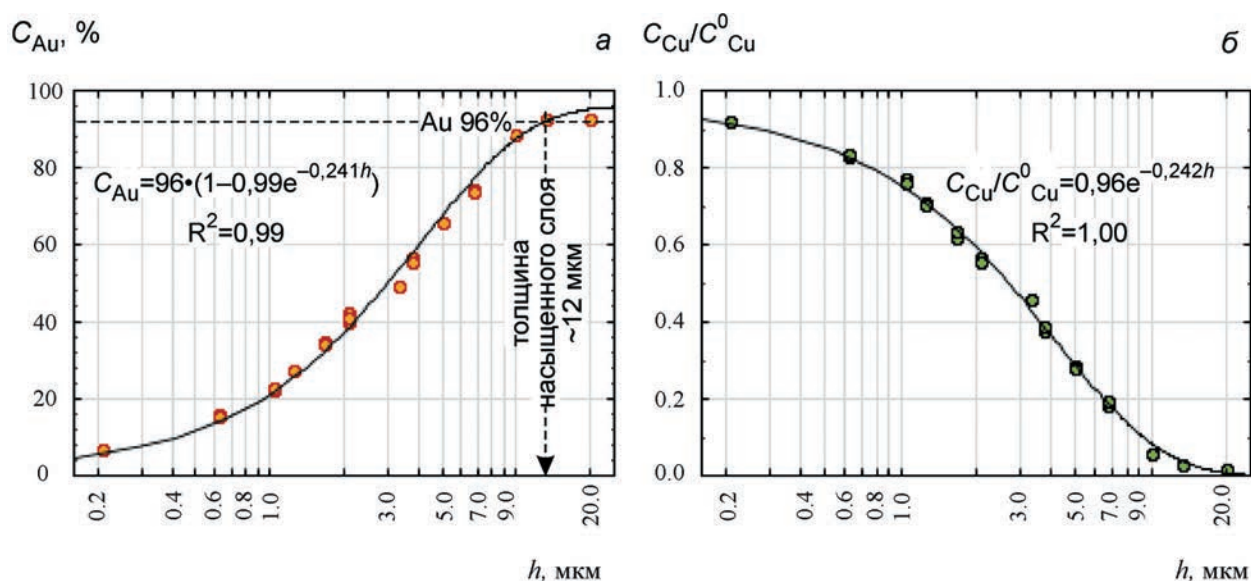 C_Au, %
а
100
80
60
40
20
0
Au 96%
C_Au=96•(1–0,99e^–0,241h)
R²=0,99
толщина
насыщенного слоя
~12 мкм
0.2
0.4
0.6
0.8
1.0
3.0
5.0
7.0
9.0
20.0
h, мкм
C_Cu/C⁰_Cu
б
1.0
0.8
0.6
0.4
0.2
0.0
C_Cu/C⁰_Cu=0,96e^–0,242h
R²=1,00
0.2
0.4
0.6
0.8
1.0
3.0
5.0
7.0
9.0
20.0
h, мкм